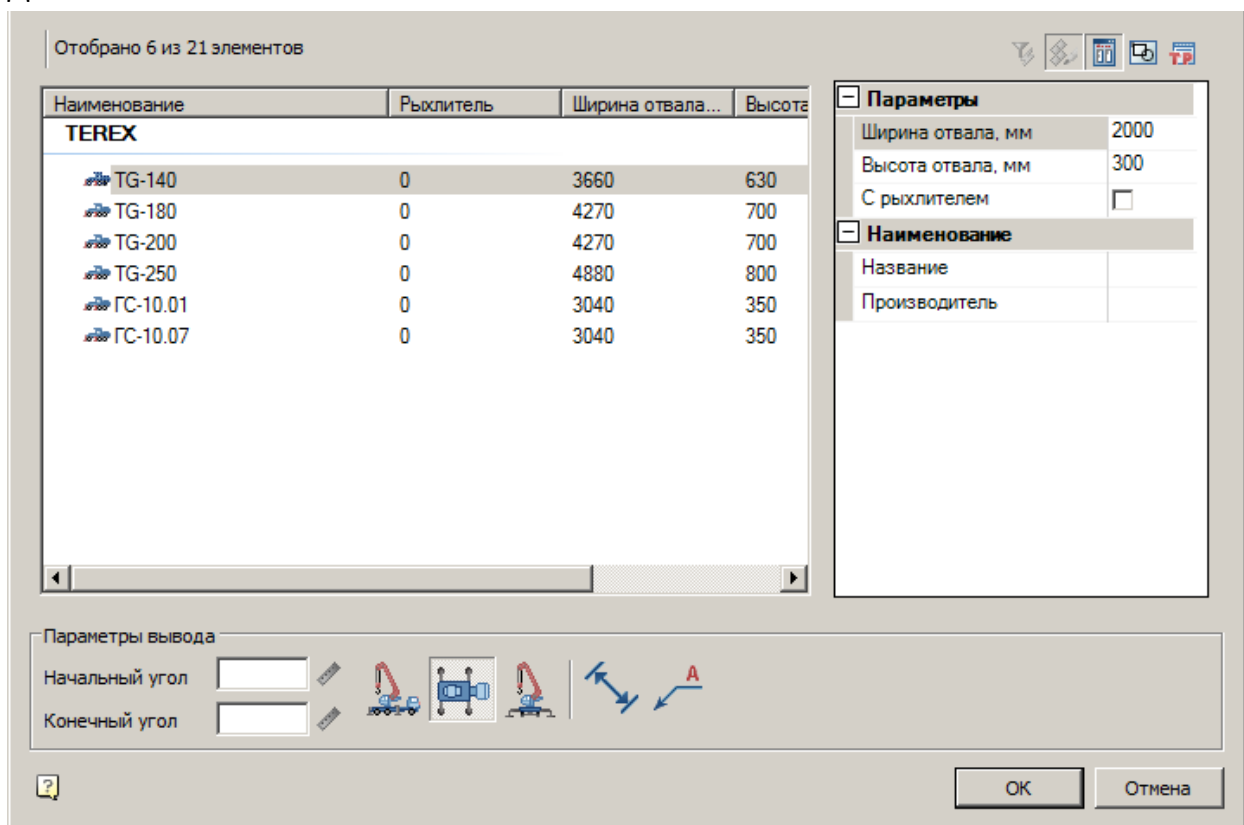 Отобрано 6 из 21 элементов
Наименование Рыхлитель Ширина отвала... Высота
TEREX
TG-140 0 3660 630
TG-180 0 4270 700
TG-200 0 4270 700
TG-250 0 4880 800
ГС-10.01 0 3040 350
ГС-10.07 0 3040 350
Параметры
Ширина отвала, мм 2000
Высота отвала, мм 300
С рыхлителем
Наименование
Название
Производитель
Параметры вывода
Начальный угол
Конечный угол
A
? ОК Отмена